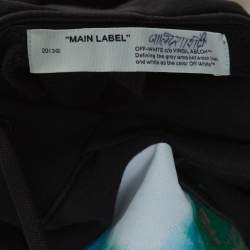 "MAIN LABEL"
2013©
OFF-WHITE c/o VIRGIL ABLOH™
Defining the grey area between black
and white as the color Off-White™